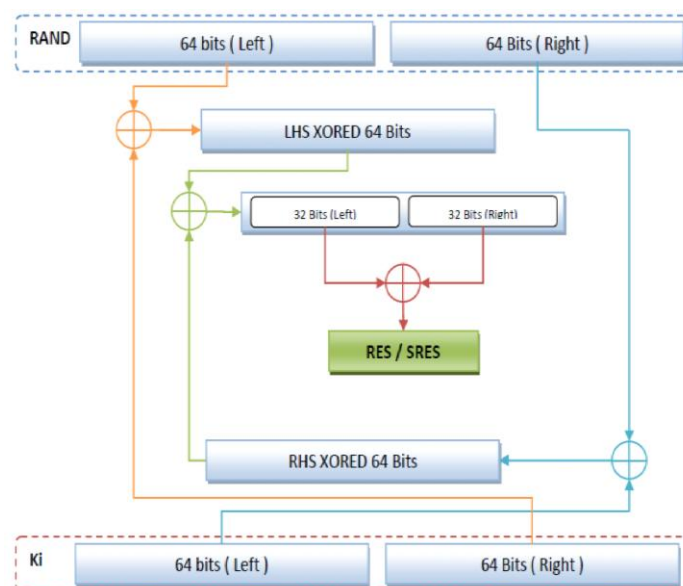 RAND
64 bits ( Left )
64 Bits ( Right )
LHS XORED 64 Bits
32 Bits (Left)
32 Bits (Right)
RES / SRES
RHS XORED 64 Bits
Ki
64 bits ( Left )
64 Bits ( Right )